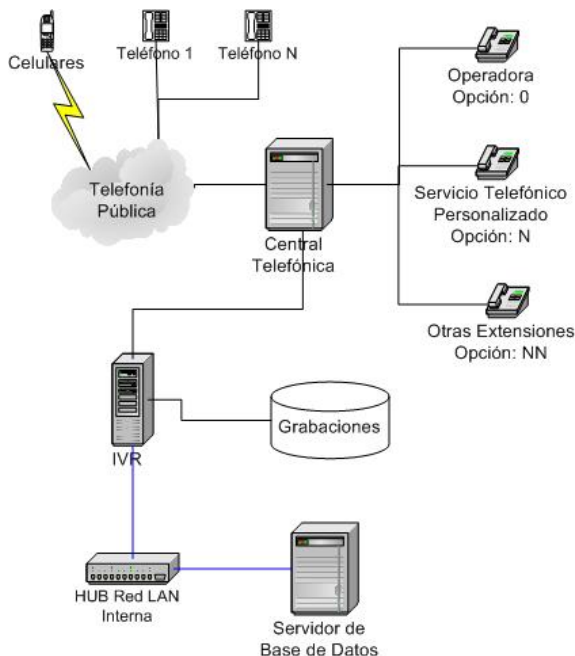 Celulares
Teléfono 1
Teléfono N
Operadora
Opción: 0
Telefonía
Pública
Central
Telefónica
Servicio Telefónico
Personalizado
Opción: N
Otras Extensiones
Opción: NN
IVR
Grabaciones
HUB Red LAN
Interna
Servidor de
Base de Datos